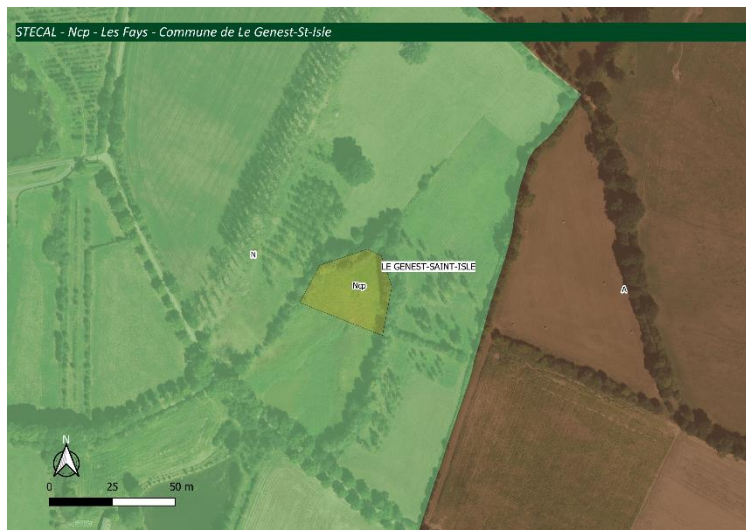 STECAL - Ncp - Les Fays - Commune de Le Genest-St-Isle
N
LE GENEST-SAINT-ISLE
Ncp
A
N
0 25 50 m